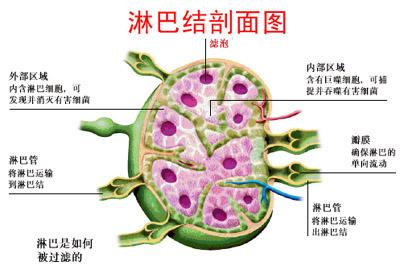 淋巴结剖面图
滤泡
外部区域
内含淋巴细胞，可
发现并消灭有害细菌
内部区域
含有巨噬细胞，可捕
捉并吞噬有害细菌
淋巴管
将淋巴运输
到淋巴结
瓣膜
确保淋巴的
单向流动
淋巴管
将淋巴运输
出淋巴结
淋巴是如何
被过滤的